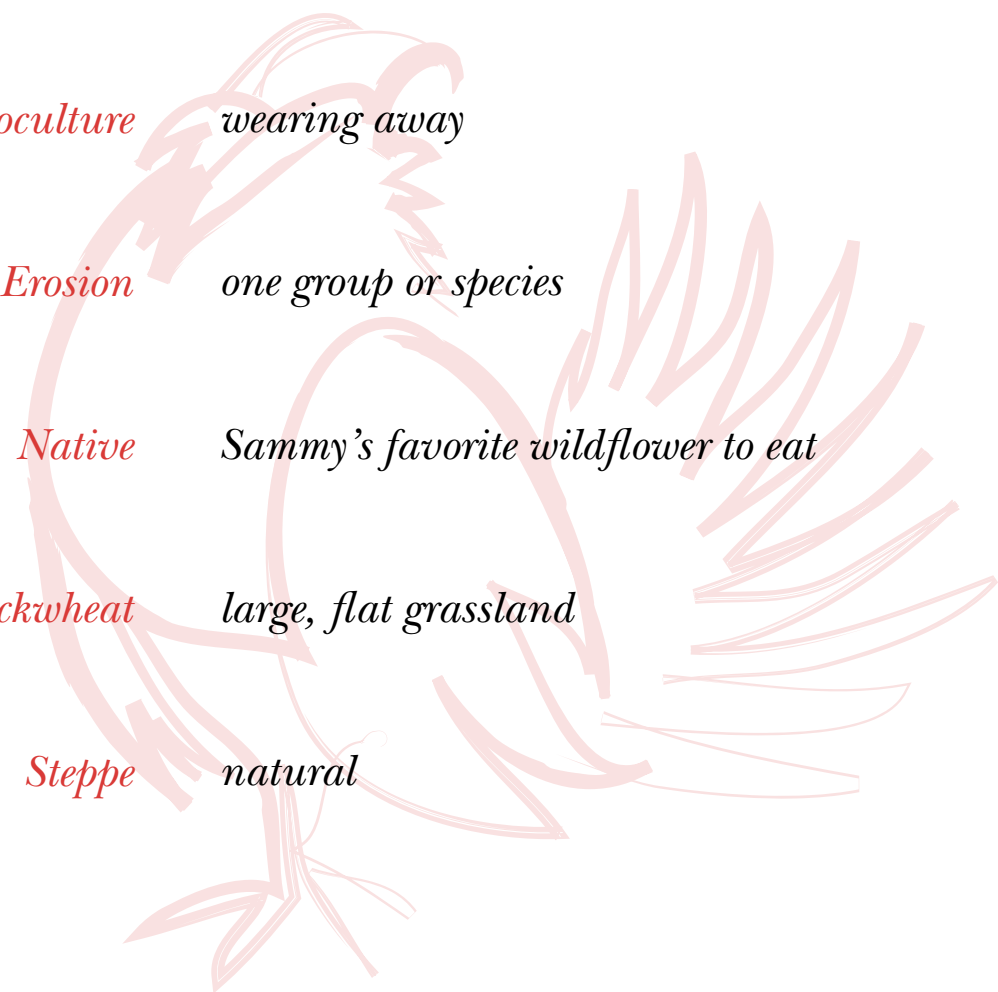 oculture wearing away
Erosion one group or species
Native Sammy’s favorite wildflower to eat
ckwheat large, flat grassland
Steppe natural